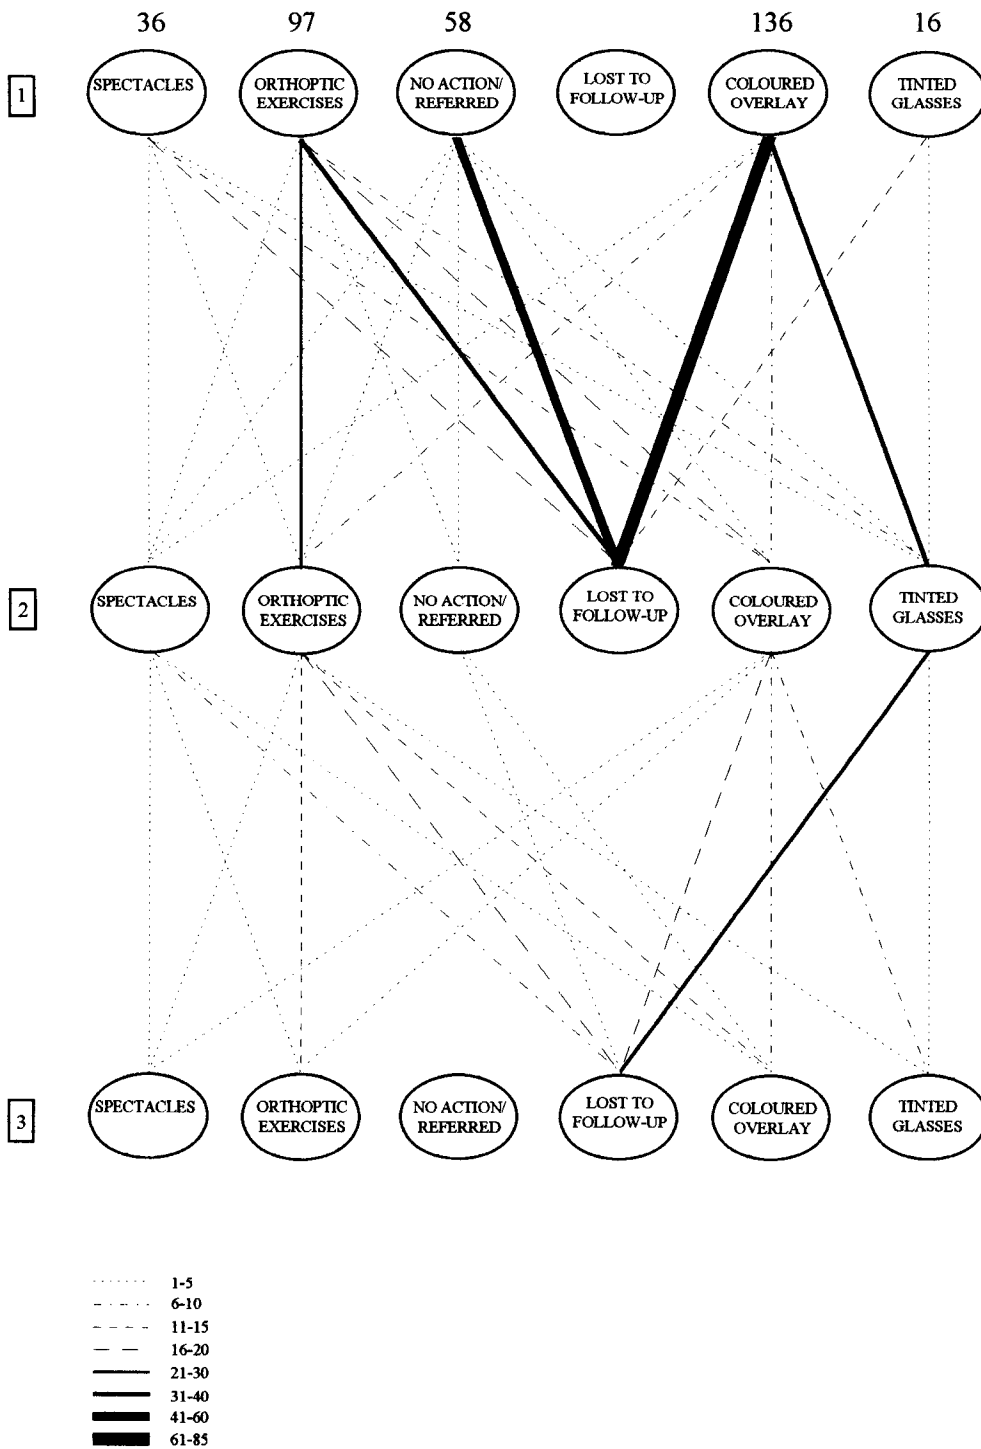 36 97 58 136 16
1
SPECTACLES
ORTHOPTIC
EXERCISES
NO ACTION/
REFERRED
LOST TO
FOLLOW-UP
COLOURED
OVERLAY
TINTED
GLASSES
2
SPECTACLES
ORTHOPTIC
EXERCISES
NO ACTION/
REFERRED
LOST TO
FOLLOW-UP
COLOURED
OVERLAY
TINTED
GLASSES
3
SPECTACLES
ORTHOPTIC
EXERCISES
NO ACTION/
REFERRED
LOST TO
FOLLOW-UP
COLOURED
OVERLAY
TINTED
GLASSES
1-5
6-10
11-15
16-20
21-30
31-40
41-60
61-85